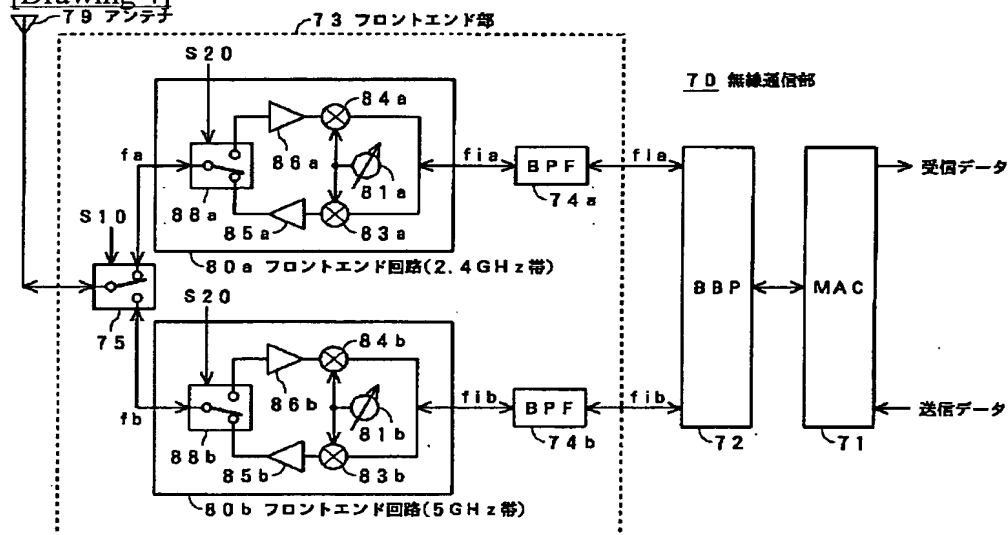 [Drawing 4]
79 アンテナ
73 フロントエンド部
70 無線通信部
S20
84a
86a
81a
88a
85a
83a
fa
fia
BPF
74a
fia
80a フロントエンド回路(2.4GHz帯)
S10
75
S20
84b
86b
81b
88b
85b
83b
fb
fib
BPF
74b
fib
80b フロントエンド回路(5GHz帯)
BBP
72
MAC
71
受信データ
送信データ